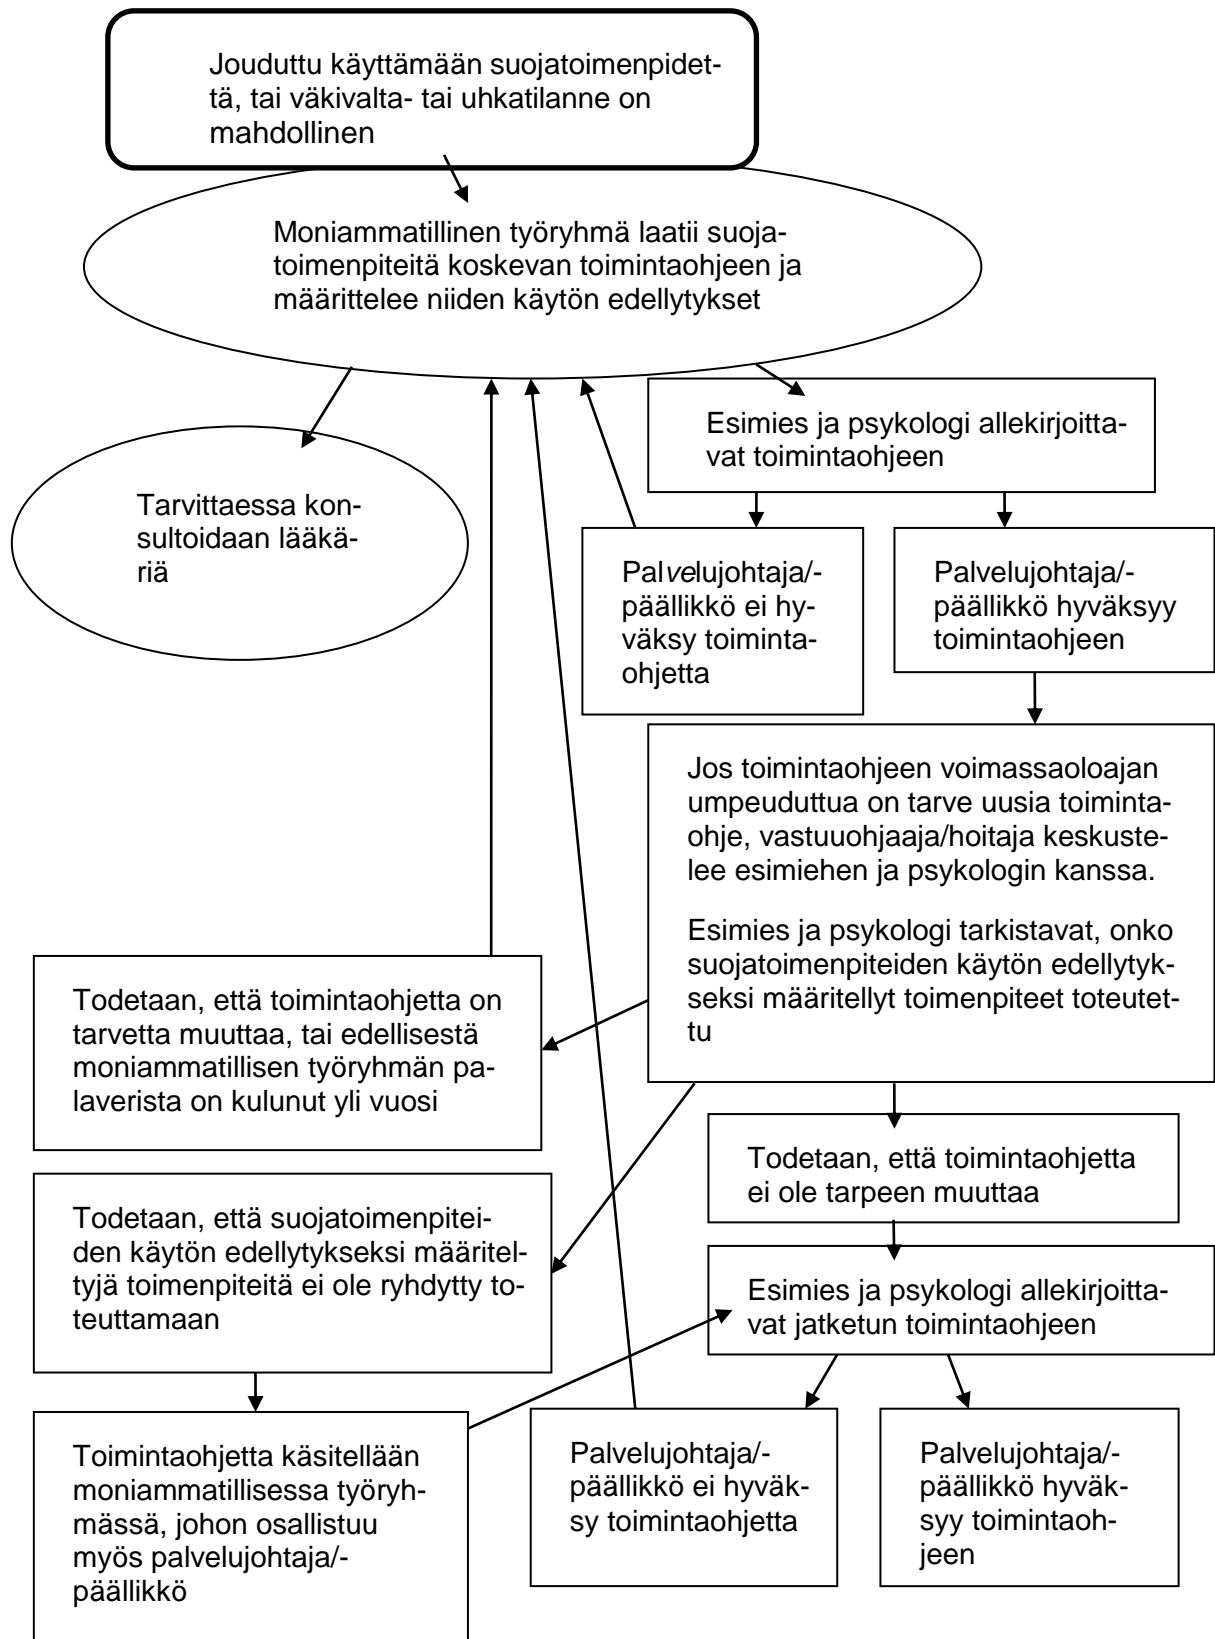 Jouduttu käyttämään suojatoimenpidet-
tä, tai väkivalta- tai uhkatilanne on
mahdollinen
Moniammatillinen työryhmä laatii suoja-
toimenpiteitä koskevan toimintaohjeen ja
määrittelee niiden käytön edellytykset
Esimies ja psykologi allekirjoitta-
vat toimintaohjeen
Tarvittaessa kon-
sultoidaan lääkä-
riä
Palvelujohtaja/-
päällikkö ei hy-
väksy toiminta-
ohjetta
Palvelujohtaja/-
päällikkö hyväksyy
toimintaohjeen
Jos toimintaohjeen voimassaoloajan
umpeuduttua on tarve uusia toiminta-
ohje, vastuuohjaaja/hoitaja keskuste-
lee esimiehen ja psykologin kanssa.
Esimies ja psykologi tarkistavat, onko
suojatoimenpiteiden käytön edellytyk-
seksi määritellyt toimenpiteet toteutet-
tu
Todetaan, että toimintaohjetta on
tarvetta muuttaa, tai edellisestä
moniammatillisen työryhmän pa-
laverista on kulunut yli vuosi
Todetaan, että toimintaohjetta
ei ole tarpeen muuttaa
Todetaan, että suojatoimenpitei-
den käytön edellytykseksi määritel-
tyjä toimenpiteitä ei ole ryhdytty to-
teuttamaan
Esimies ja psykologi allekirjoitta-
vat jatketun toimintaohjeen
Toimintaohjetta käsitellään
moniammatillisessa työryh-
mässä, johon osallistuu
myös palvelujohtaja/-
päällikkö
Palvelujohtaja/-
päällikkö ei hyväk-
sy toimintaohjetta
Palvelujohtaja/-
päällikkö hyväk-
syy toimintaoh-
jeen